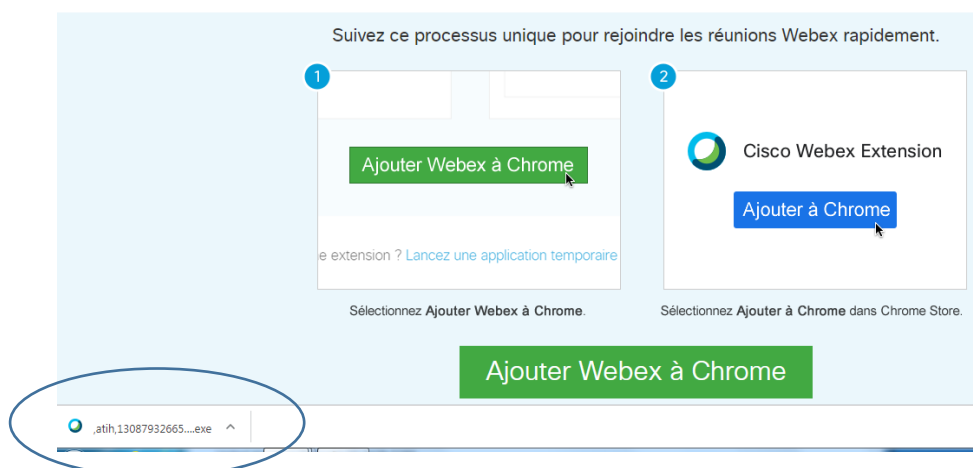 Suivez ce processus unique pour rejoindre les réunions Webex rapidement.
1
2
Ajouter Webex à Chrome
e extension ? Lancez une application temporaire
Cisco Webex Extension
Ajouter à Chrome
Sélectionnez Ajouter Webex à Chrome.
Sélectionnez Ajouter à Chrome dans Chrome Store.
Ajouter Webex à Chrome
,atih,13087932665....exe